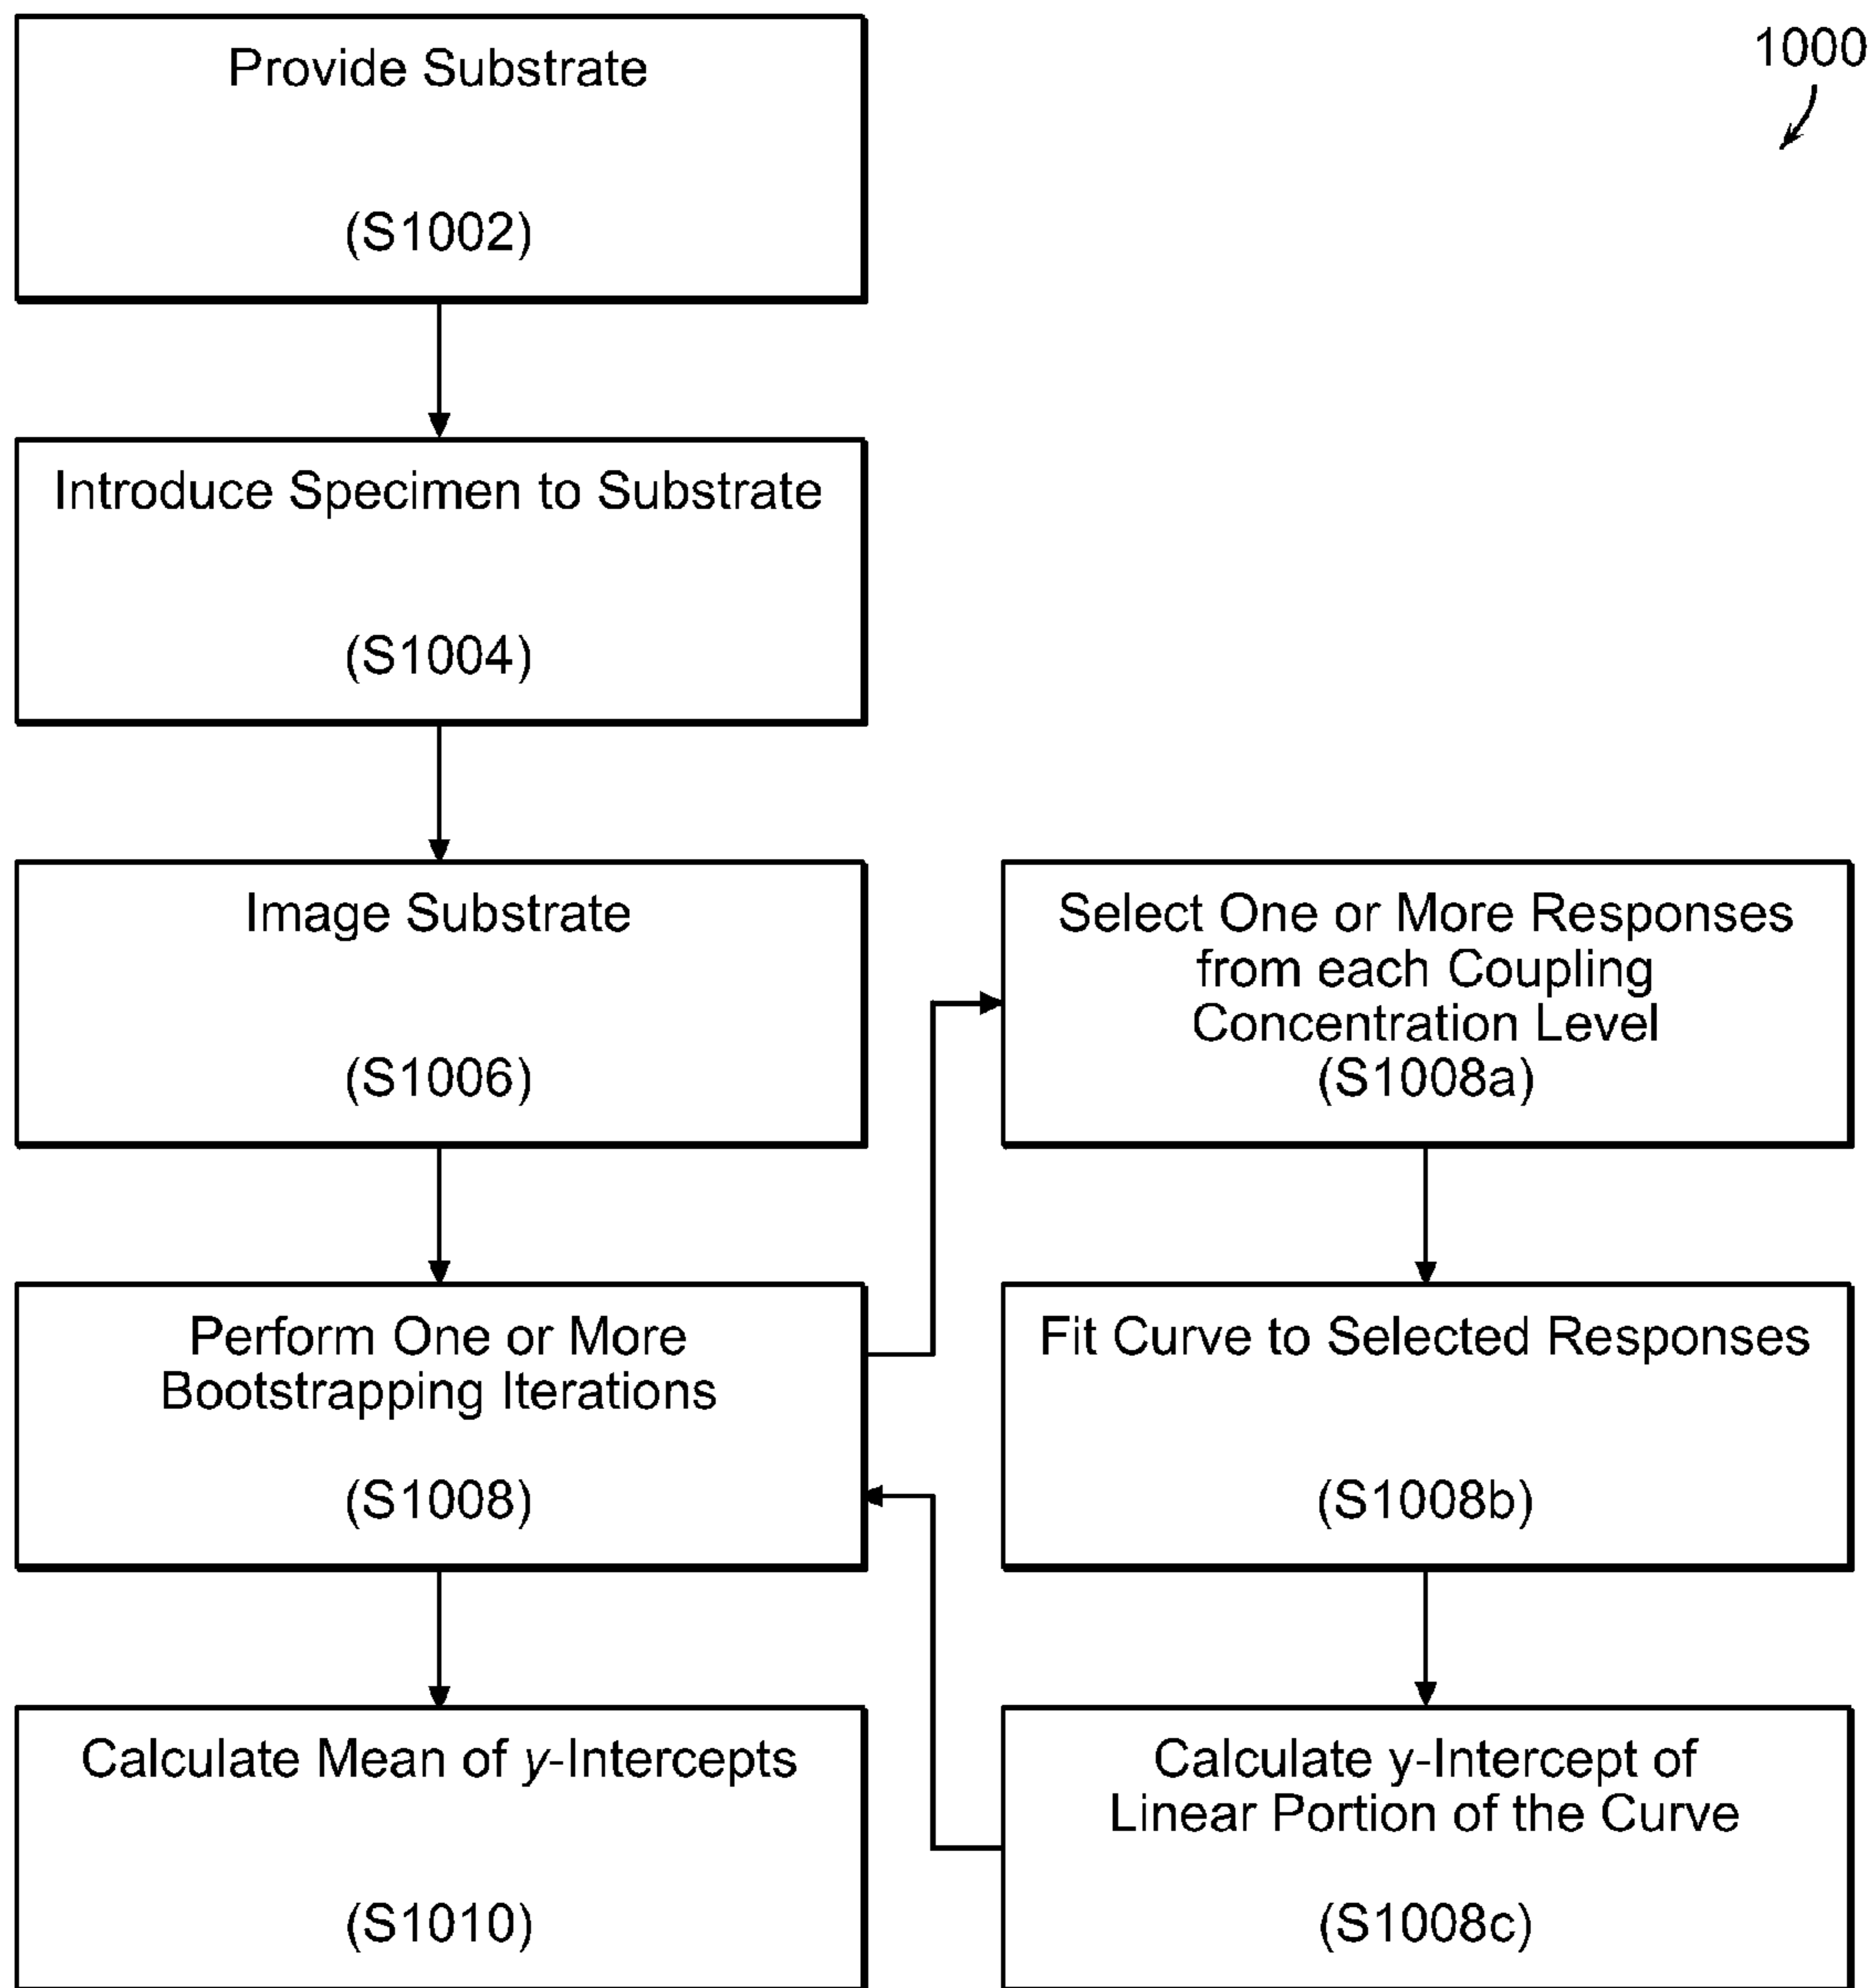 1000
Provide Substrate
(S1002)
Introduce Specimen to Substrate
(S1004)
Image Substrate
(S1006)
Perform One or More
Bootstrapping Iterations
(S1008)
Select One or More Responses
from each Coupling
Concentration Level
(S1008a)
Fit Curve to Selected Responses
(S1008b)
Calculate y-Intercept of
Linear Portion of the Curve
(S1008c)
Calculate Mean of y-Intercepts
(S1010)